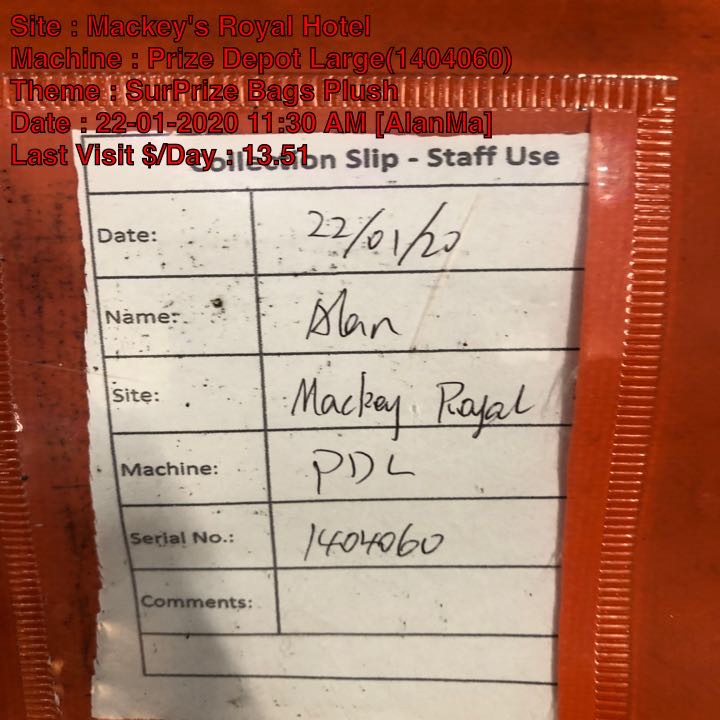 Site : Mackey's Royal Hotel
Machine : Prize Depot Large(1404060)
Theme : SurPrize Bags Plush
Date : 22-01-2020 11:30 AM [AlanMa]
Last Visit $/Day : 13.51
Collection Slip - Staff Use
Date: 22/01/20
Name: Alan
Site: Mackey Royal
Machine: PDL
Serial No.: 1404060
Comments: